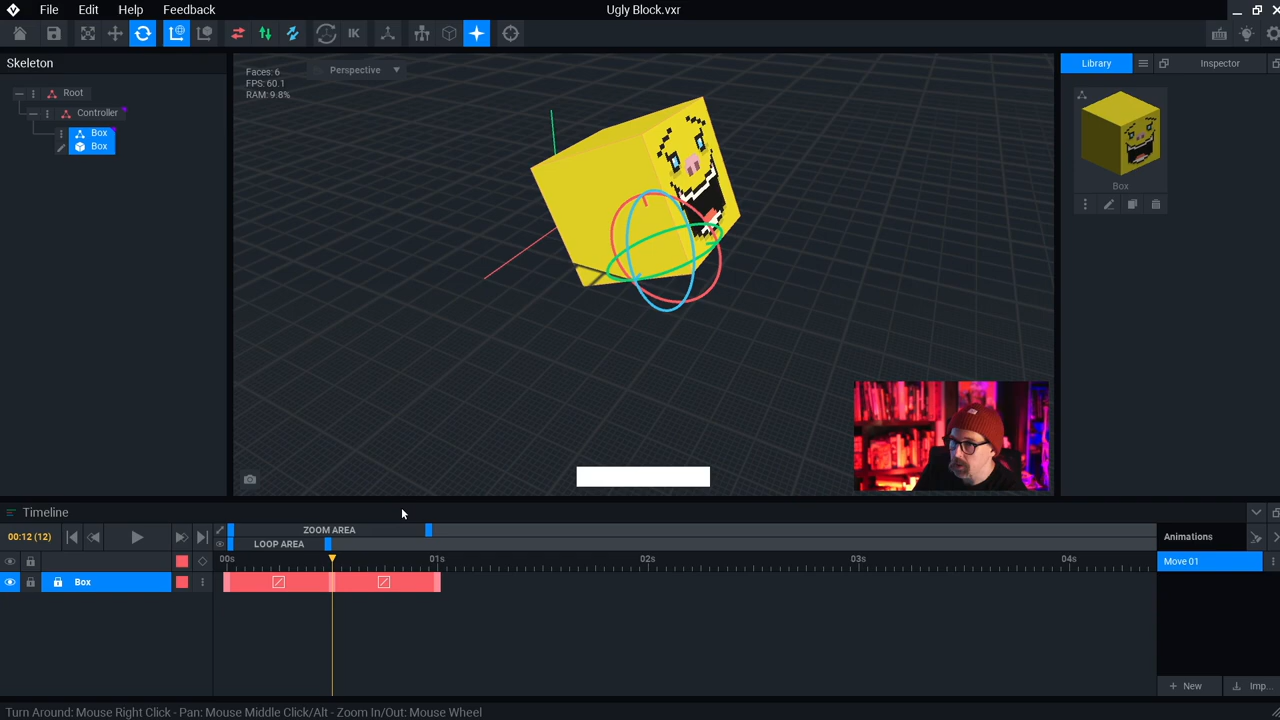 File Edit Help Feedback
Ugly Block.vxr
IK
Skeleton
Root
Controller
Box
Box
Faces: 6
FPS: 60.1
RAM: 9.8%
Perspective
Library
Inspector
Box
Timeline
00:12 (12)
ZOOM AREA
LOOP AREA
00s 01s 02s 03s 04s
Box
Animations
Move 01
+ New
Imp...
Turn Around: Mouse Right Click - Pan: Mouse Middle Click/Alt - Zoom In/Out: Mouse Wheel